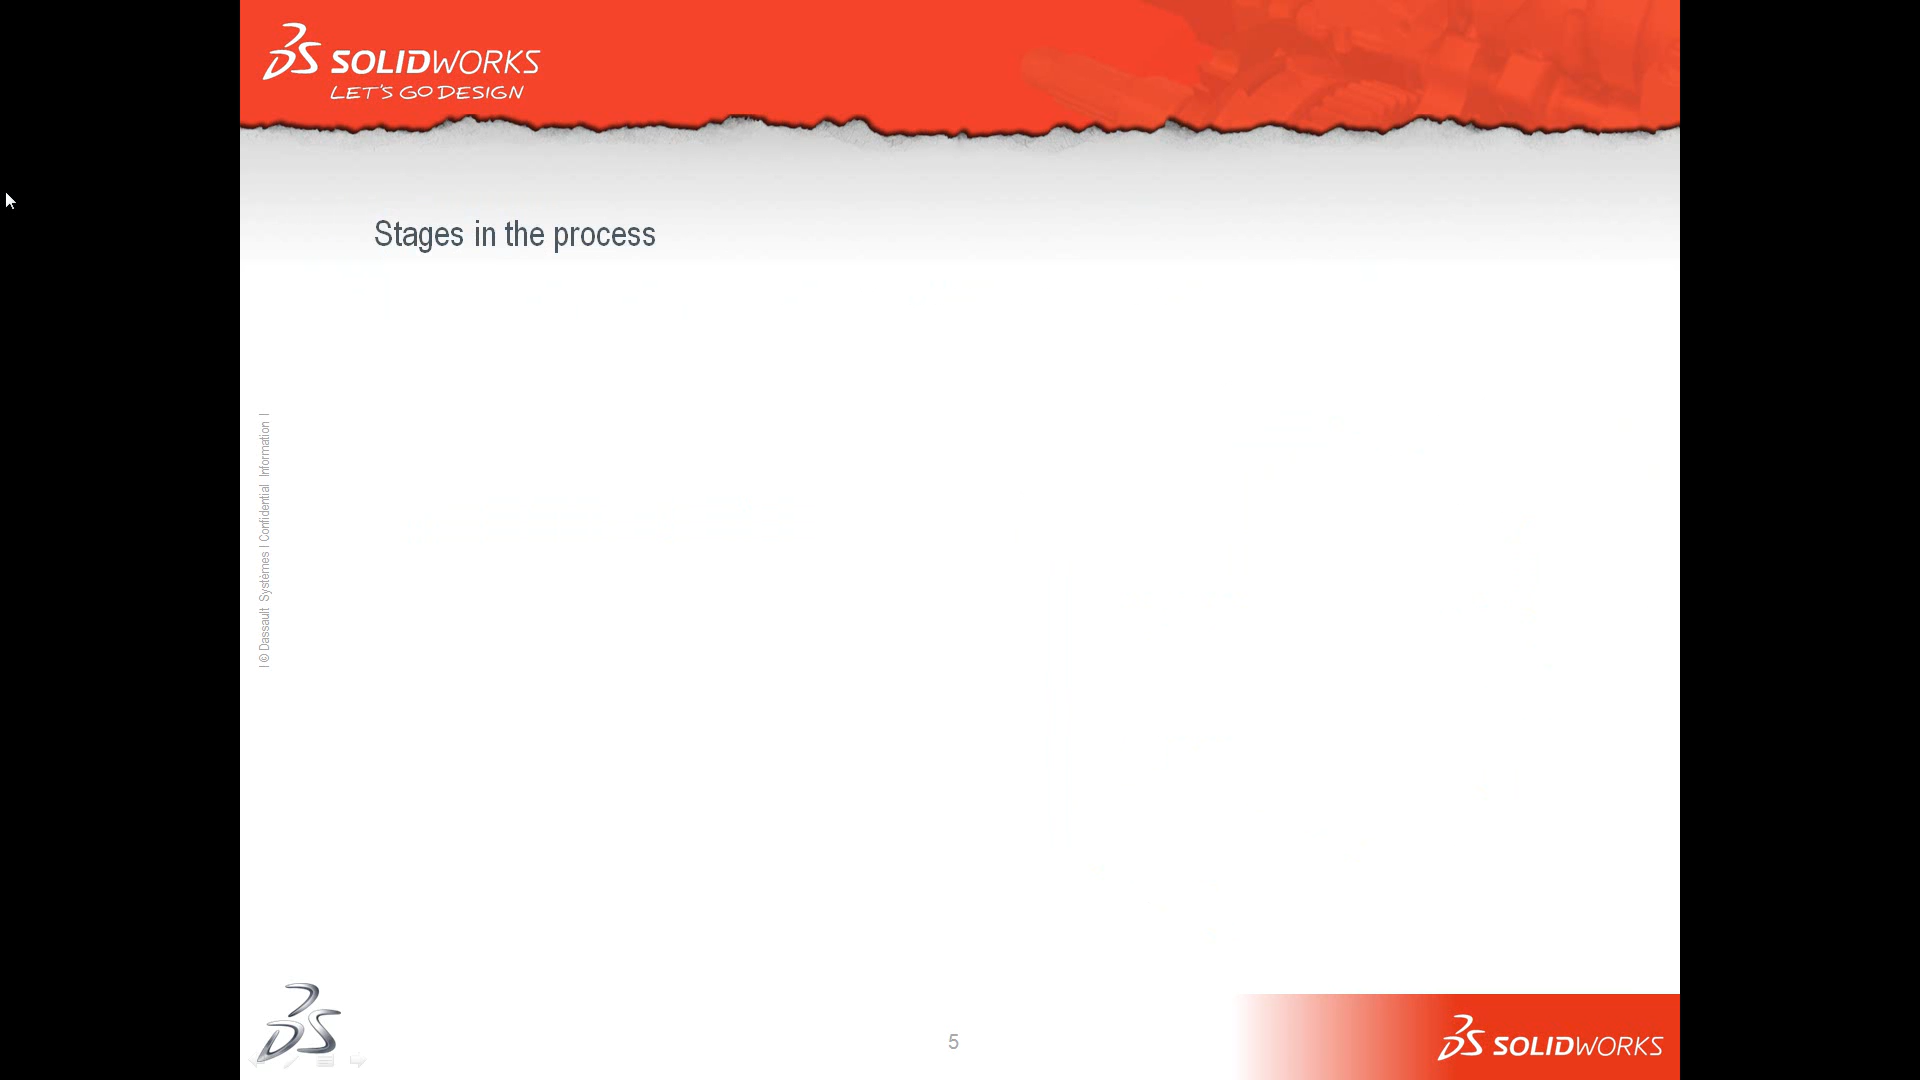 SOLIDWORKS
LET'S GO DESIGN
Stages in the process
I © Dassault Systèmes I Confidential Information I
5
SOLIDWORKS